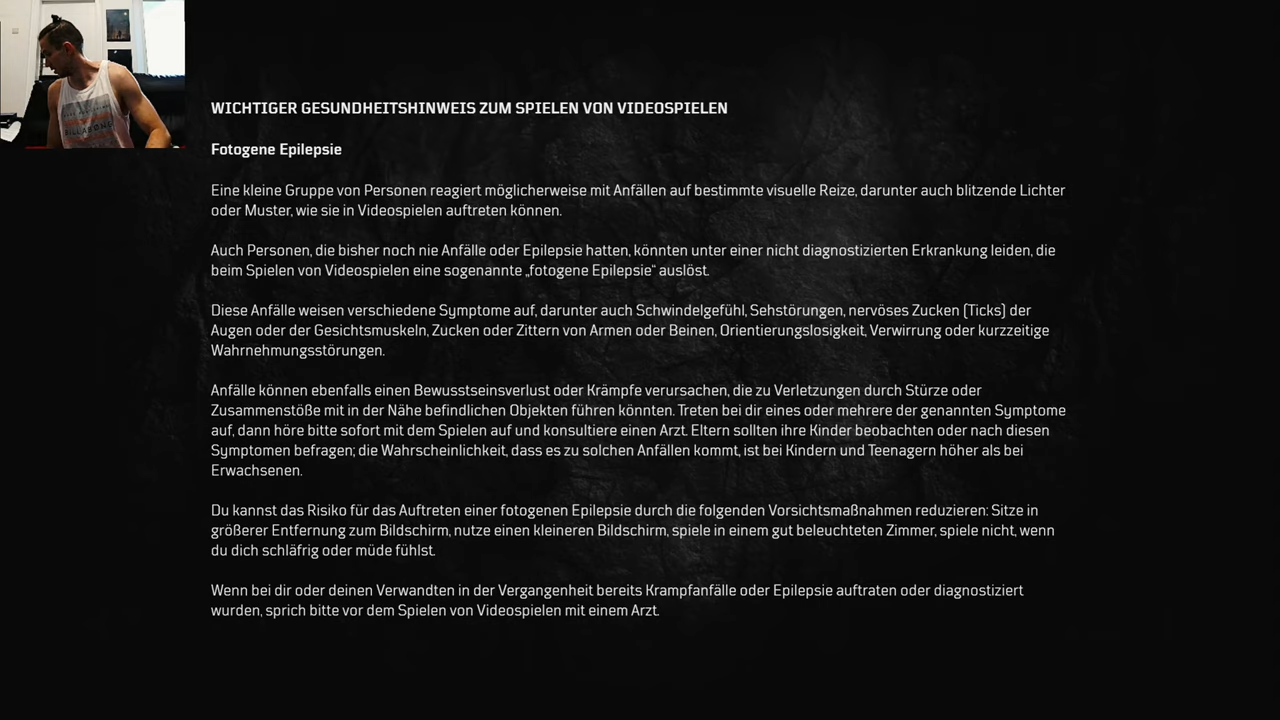 BILLABONG
WICHTIGER GESUNDHEITSHINWEIS ZUM SPIELEN VON VIDEOSPIELEN
Fotogene Epilepsie
Eine kleine Gruppe von Personen reagiert möglicherweise mit Anfällen auf bestimmte visuelle Reize, darunter auch blitzende Lichter
oder Muster, wie sie in Videospielen auftreten können.
Auch Personen, die bisher noch nie Anfälle oder Epilepsie hatten, könnten unter einer nicht diagnostizierten Erkrankung leiden, die
beim Spielen von Videospielen eine sogenannte „fotogene Epilepsie“ auslöst.
Diese Anfälle weisen verschiedene Symptome auf, darunter auch Schwindelgefühl, Sehstörungen, nervöses Zucken (Ticks) der
Augen oder der Gesichtsmuskeln, Zucken oder Zittern von Armen oder Beinen, Orientierungslosigkeit, Verwirrung oder kurzzeitige
Wahrnehmungsstörungen.
Anfälle können ebenfalls einen Bewusstseinsverlust oder Krämpfe verursachen, die zu Verletzungen durch Stürze oder
Zusammenstöße mit in der Nähe befindlichen Objekten führen könnten. Treten bei dir eines oder mehrere der genannten Symptome
auf, dann höre bitte sofort mit dem Spielen auf und konsultiere einen Arzt. Eltern sollten ihre Kinder beobachten oder nach diesen
Symptomen befragen; die Wahrscheinlichkeit, dass es zu solchen Anfällen kommt, ist bei Kindern und Teenagern höher als bei
Erwachsenen.
Du kannst das Risiko für das Auftreten einer fotogenen Epilepsie durch die folgenden Vorsichtsmaßnahmen reduzieren: Sitze in
größerer Entfernung zum Bildschirm, nutze einen kleineren Bildschirm, spiele in einem gut beleuchteten Zimmer, spiele nicht, wenn
du dich schläfrig oder müde fühlst.
Wenn bei dir oder deinen Verwandten in der Vergangenheit bereits Krampfanfälle oder Epilepsie auftraten oder diagnostiziert
wurden, sprich bitte vor dem Spielen von Videospielen mit einem Arzt.